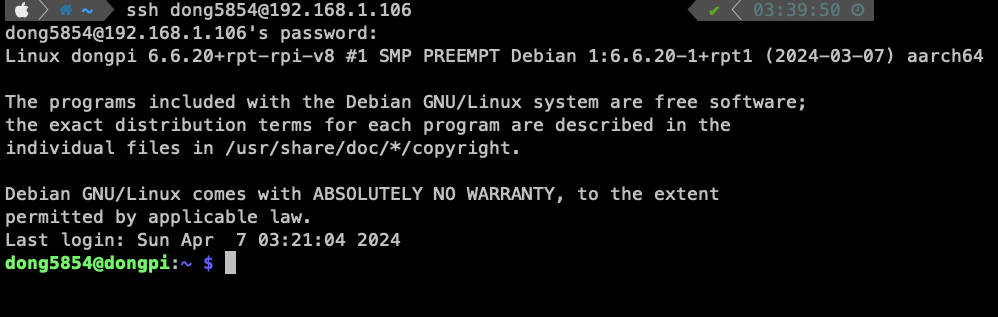 ~ ssh dong5854@192.168.1.106 ✔ 03:39:50
dong5854@192.168.1.106's password:
Linux dongpi 6.6.20+rpt-rpi-v8 #1 SMP PREEMPT Debian 1:6.6.20-1+rpt1 (2024-03-07) aarch64
The programs included with the Debian GNU/Linux system are free software;
the exact distribution terms for each program are described in the
individual files in /usr/share/doc/*/copyright.
Debian GNU/Linux comes with ABSOLUTELY NO WARRANTY, to the extent
permitted by applicable law.
Last login: Sun Apr  7 03:21:04 2024
dong5854@dongpi:~ $